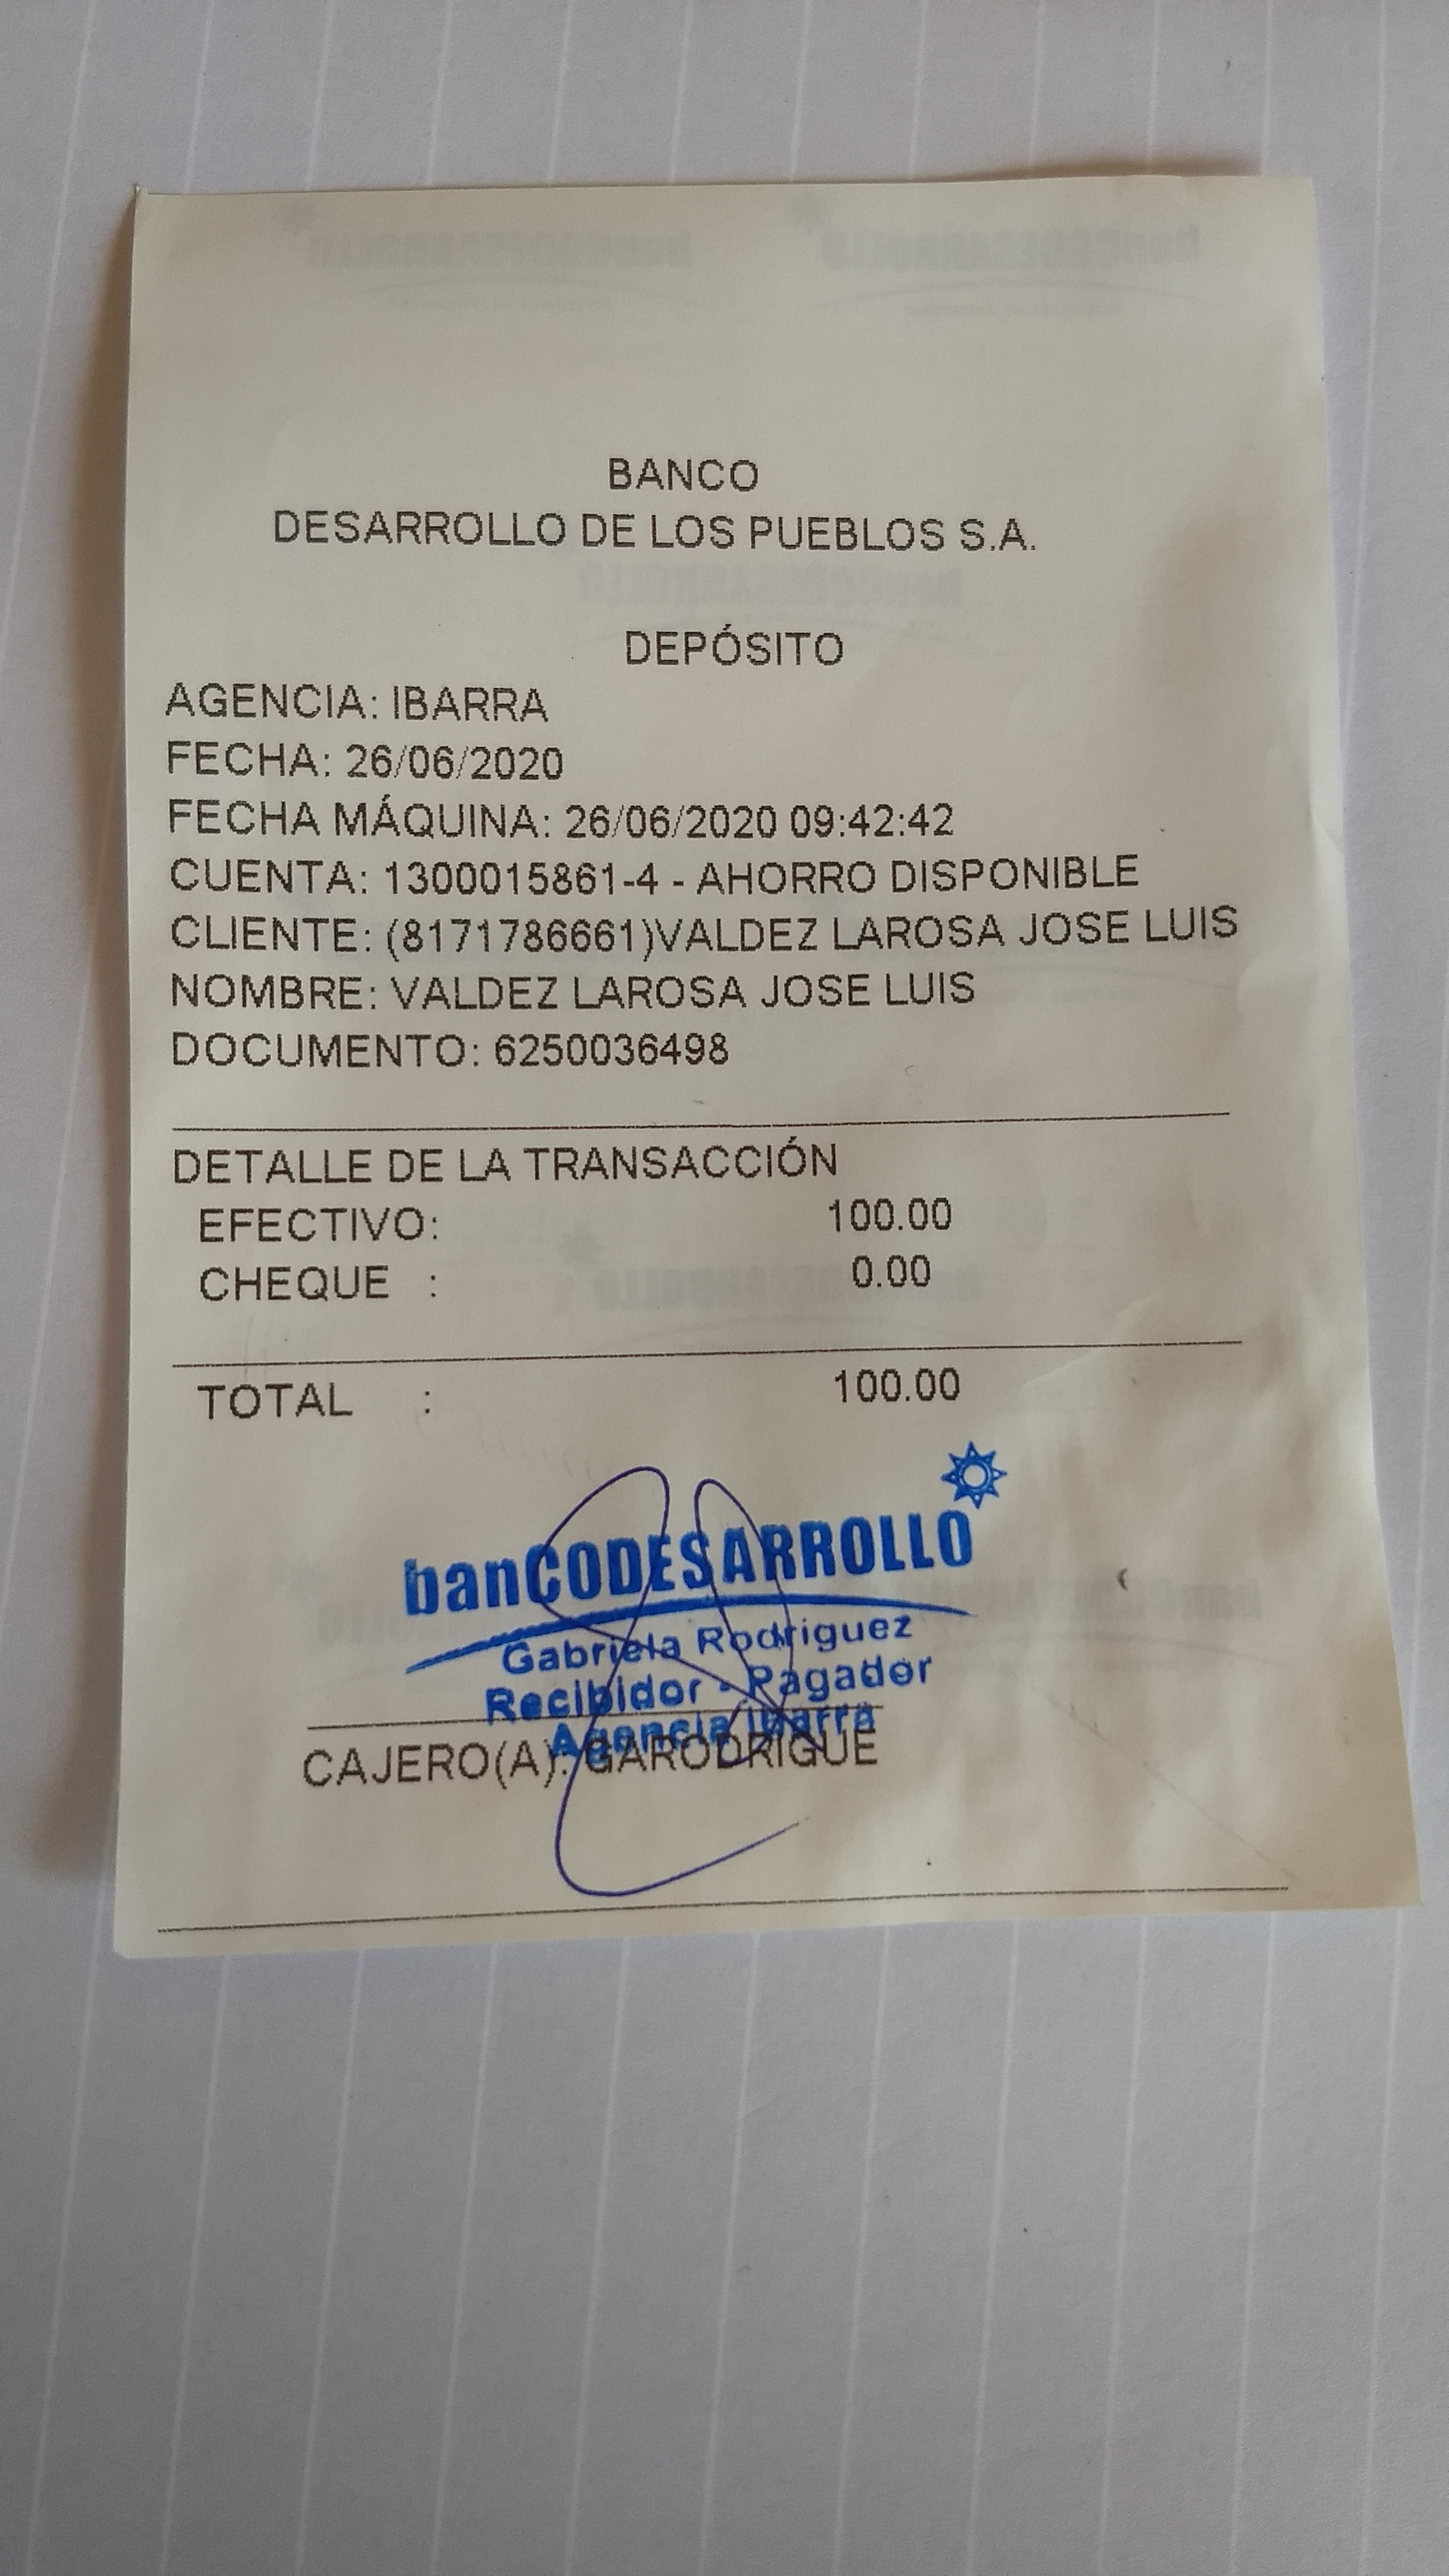 BANCO
DESARROLLO DE LOS PUEBLOS S.A.
DEPÓSITO
AGENCIA: IBARRA
FECHA: 26/06/2020
FECHA MÁQUINA: 26/06/2020 09:42:42
CUENTA: 1300015861-4 - AHORRO DISPONIBLE
CLIENTE: (8171786661)VALDEZ LAROSA JOSE LUIS
NOMBRE: VALDEZ LAROSA JOSE LUIS
DOCUMENTO: 6250036498
DETALLE DE LA TRANSACCIÓN
EFECTIVO: 100.00
CHEQUE : 0.00
TOTAL : 100.00
banCODESARROLLO
Gabriela Rodriguez
Recibidor - Pagador
Agencia Ibarra
CAJERO(A): GARODRIGUE